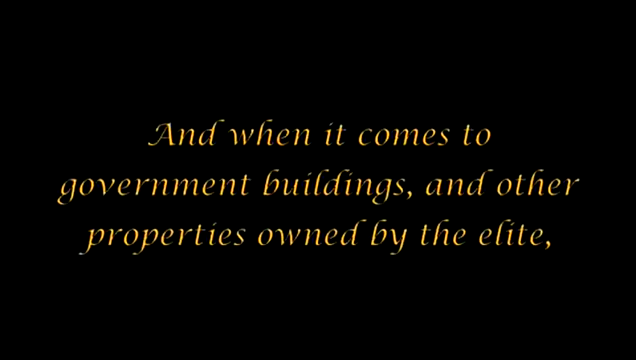 And when it comes to
government buildings, and other
properties owned by the elite,